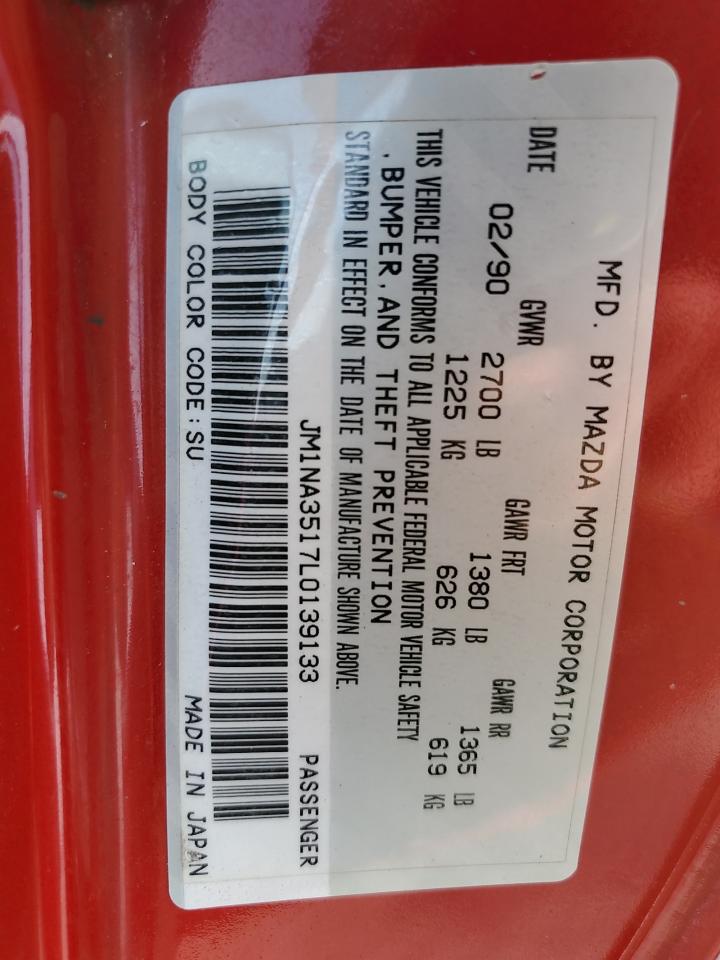 MFD. BY MAZDA MOTOR CORPORATION
DATE GVWR GAWR FRT GAWR RR
02/90 2700 LB 1380 LB 1365 LB
1225 KG 626 KG 619 KG
THIS VEHICLE CONFORMS TO ALL APPLICABLE FEDERAL MOTOR VEHICLE SAFETY
, BUMPER, AND THEFT PREVENTION
STANDARD IN EFFECT ON THE DATE OF MANUFACTURE SHOWN ABOVE.
JM1NA3517L0139133 PASSENGER
BODY COLOR CODE:SU MADE IN JAPAN